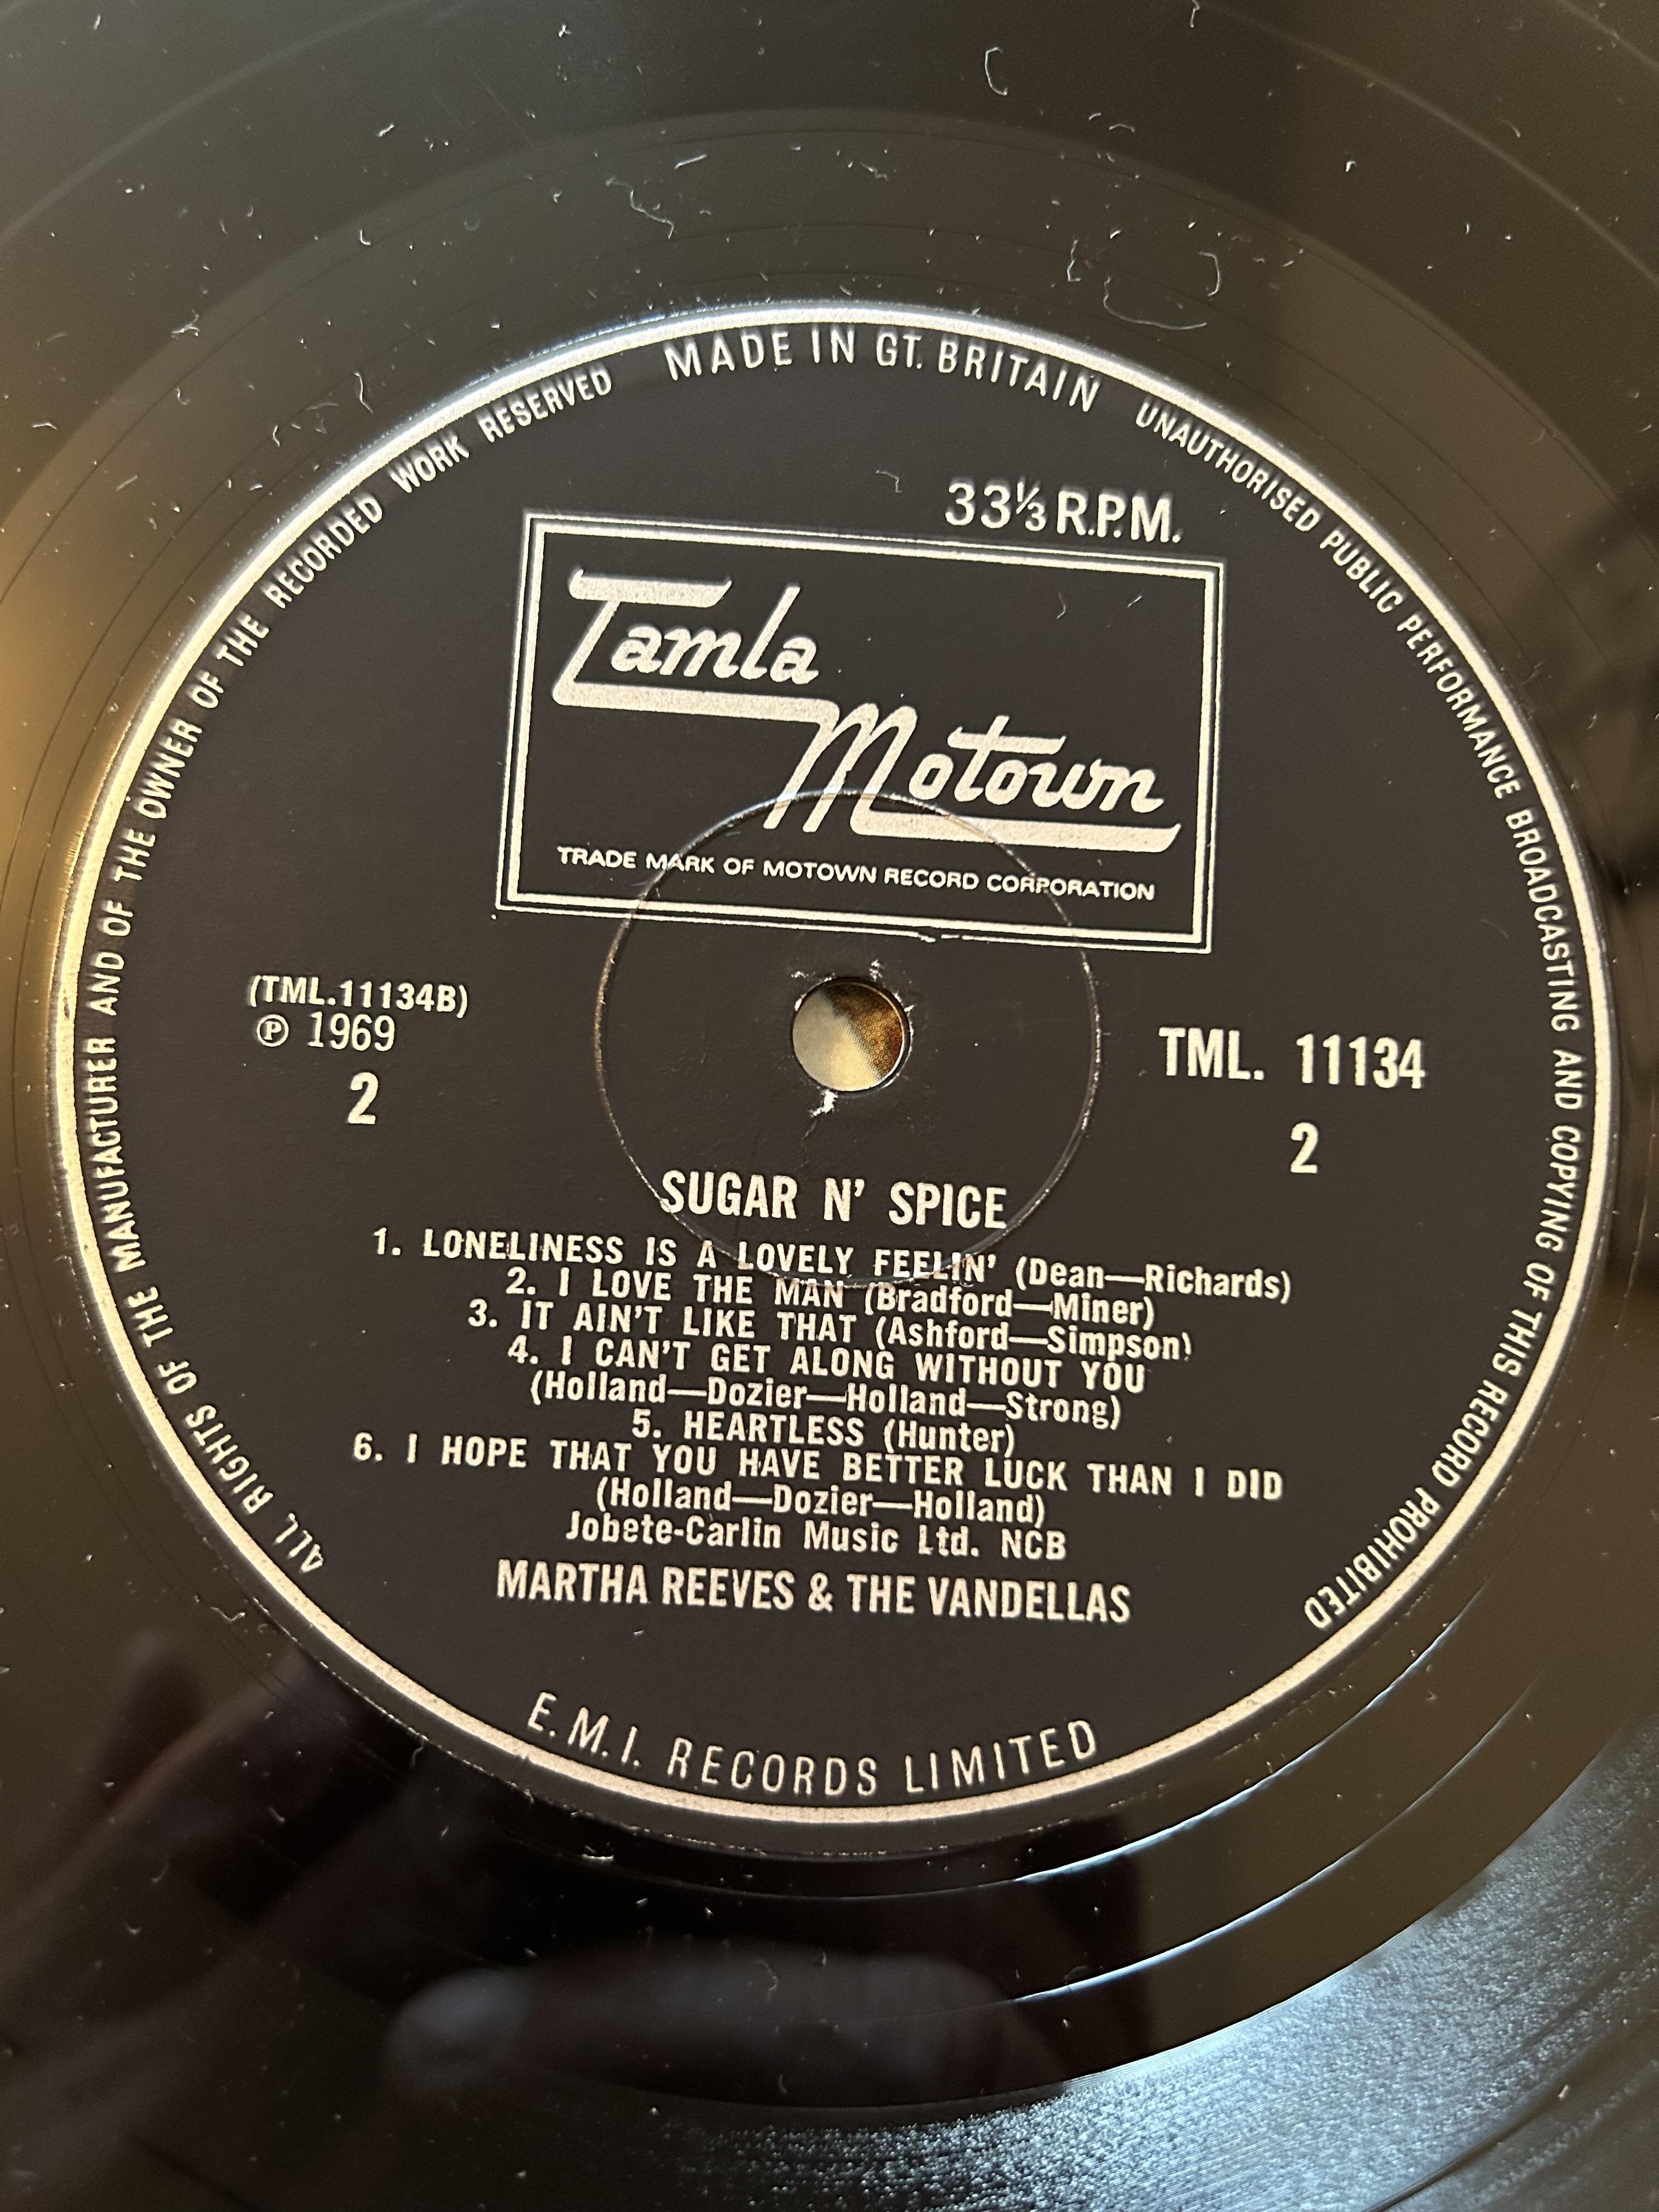 MADE IN GT. BRITAIN
UNAUTHORISED PUBLIC PERFORMANCE BROADCASTING AND COPYING OF THIS RECORD PROHIBITED
ALL RIGHTS OF THE MANUFACTURER AND OF THE OWNER OF THE RECORDED WORK RESERVED
33⅓ R.P.M.
Tamla
Motown
TRADE MARK OF MOTOWN RECORD CORPORATION
(TML.11134B)
℗ 1969
2
TML. 11134
2
SUGAR N' SPICE
1. LONELINESS IS A LOVELY FEELIN' (Dean—Richards)
2. I LOVE THE MAN (Bradford—Miner)
3. IT AIN'T LIKE THAT (Ashford—Simpson)
4. I CAN'T GET ALONG WITHOUT YOU
(Holland—Dozier—Holland—Strong)
5. HEARTLESS (Hunter)
6. I HOPE THAT YOU HAVE BETTER LUCK THAN I DID
(Holland—Dozier—Holland)
Jobete-Carlin Music Ltd. NCB
MARTHA REEVES & THE VANDELLAS
E.M.I. RECORDS LIMITED